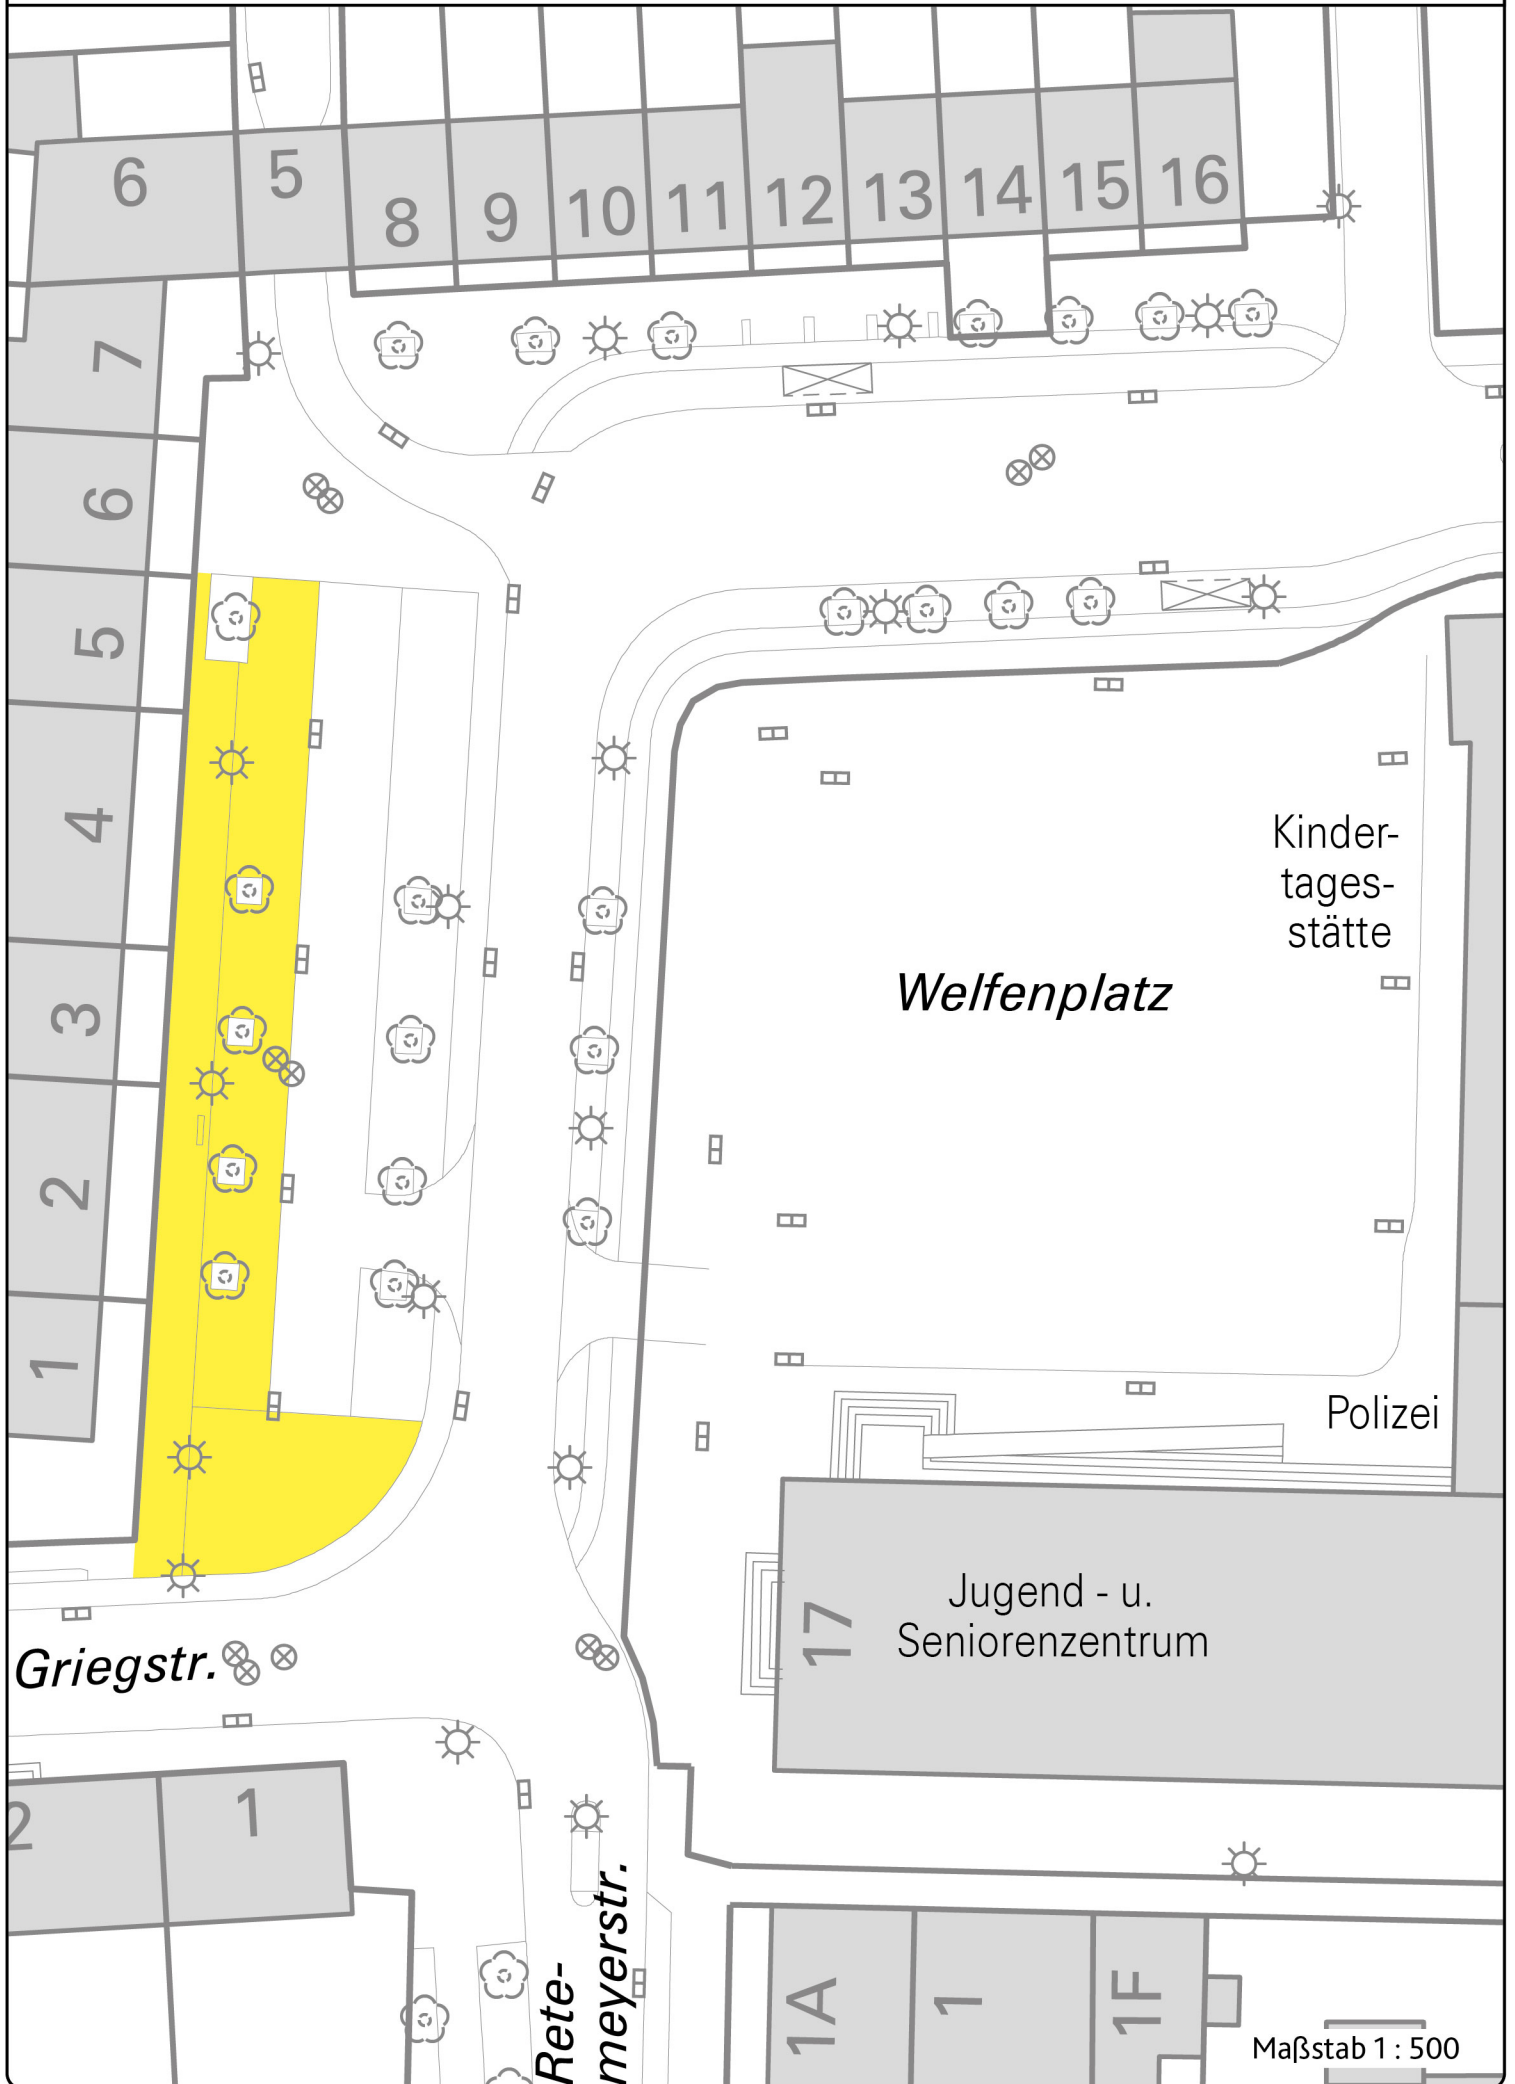 6
5
8
9
10
11
12
13
14
15
16
7
6
5
4
3
2
1
Kinder-
tages-
stätte
Welfenplatz
Polizei
Jugend - u.
Seniorenzentrum
17
Griegstr.
2
1
Rete-
meyerstr.
1A
1
1F
Maßstab 1 : 500